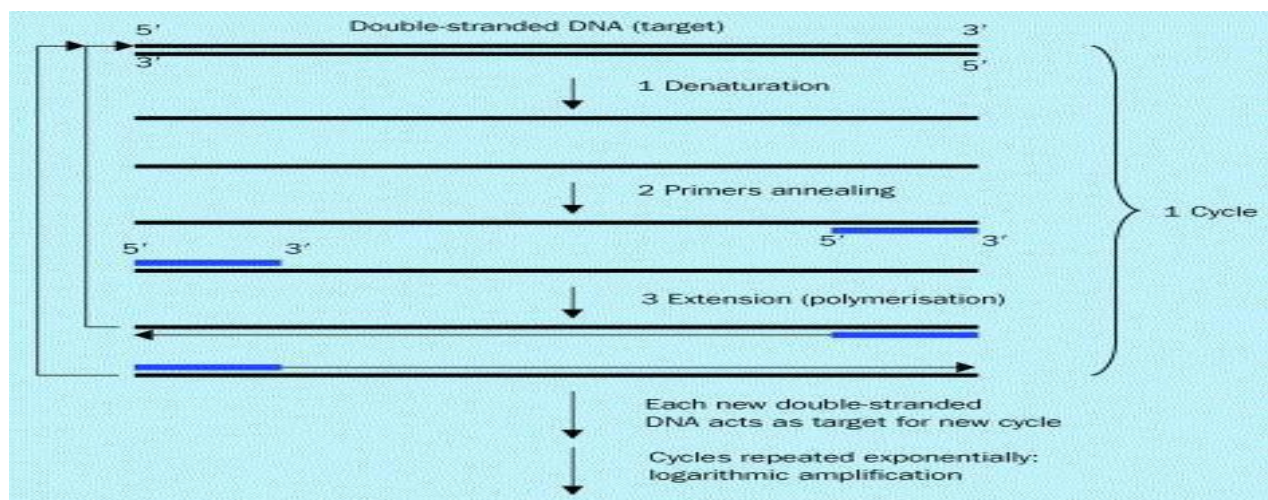 5′ Double-stranded DNA (target) 3′
3′ 5′
1 Denaturation
2 Primers annealing
5′ 3′ 5′ 3′
3 Extension (polymerisation)
1 Cycle
Each new double-stranded
DNA acts as target for new cycle
Cycles repeated exponentially:
logarithmic amplification